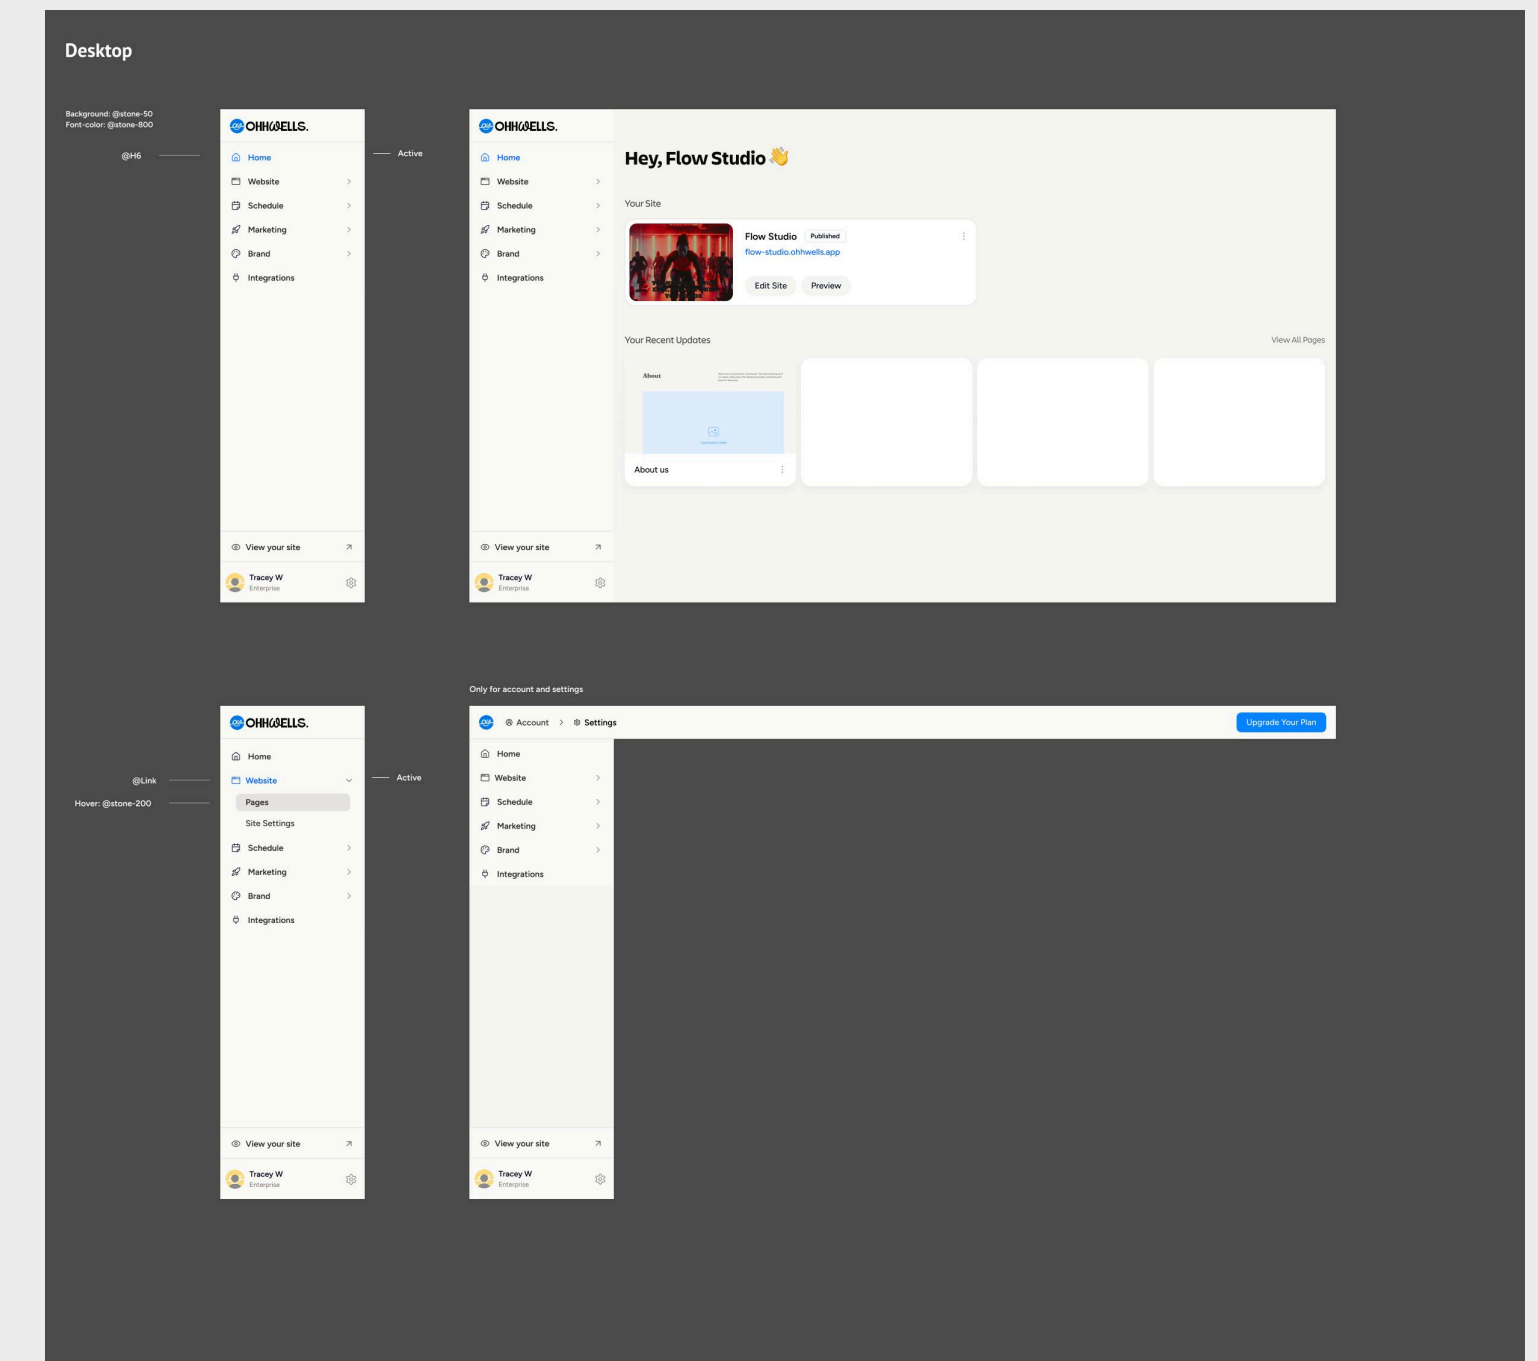 Desktop
Background: @stone-50
Font-color: @stone-800
@H6
OHHWELLS.
Home
Website
Schedule
Marketing
Brand
Integrations
View your site
Tracey W
Enterprise
Active
OHHWELLS.
Home
Website
Schedule
Marketing
Brand
Integrations
View your site
Tracey W
Enterprise
Hey, Flow Studio
Your Site
Flow Studio
Published
flow-studio.ohhwells.app
Edit Site
Preview
Your Recent Updates
View All Pages
About
About us
@Link
Hover: @stone-200
OHHWELLS.
Home
Website
Pages
Site Settings
Schedule
Marketing
Brand
Integrations
View your site
Tracey W
Enterprise
Active
Only for account and settings
Account > Settings
Upgrade Your Plan
Home
Website
Schedule
Marketing
Brand
Integrations
View your site
Tracey W
Enterprise